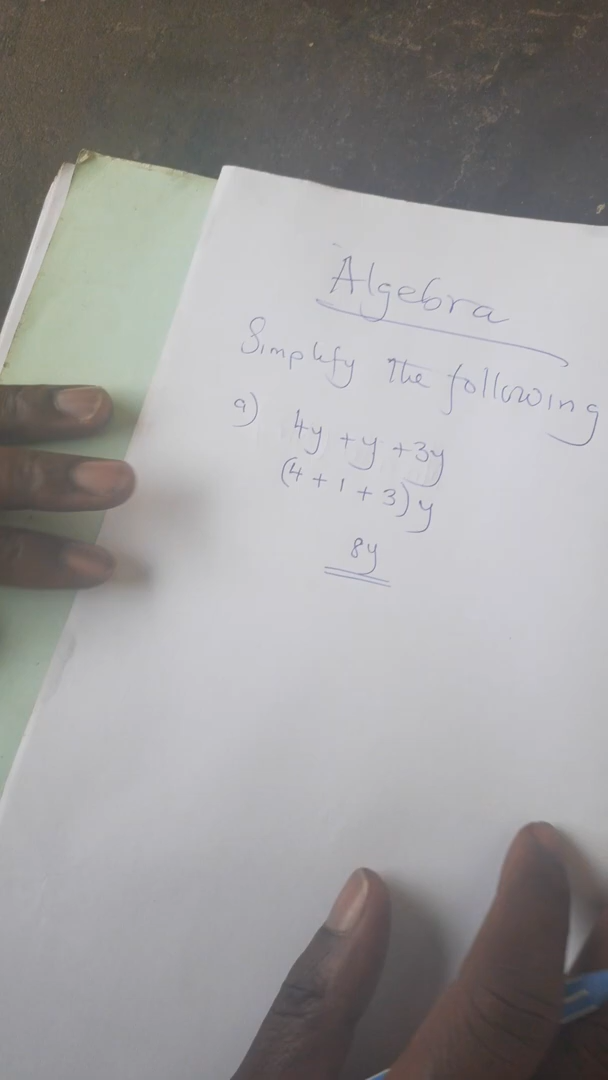 Algebra
Simplify the following
a) 4y + y + 3y
(4 + 1 + 3) y
8y